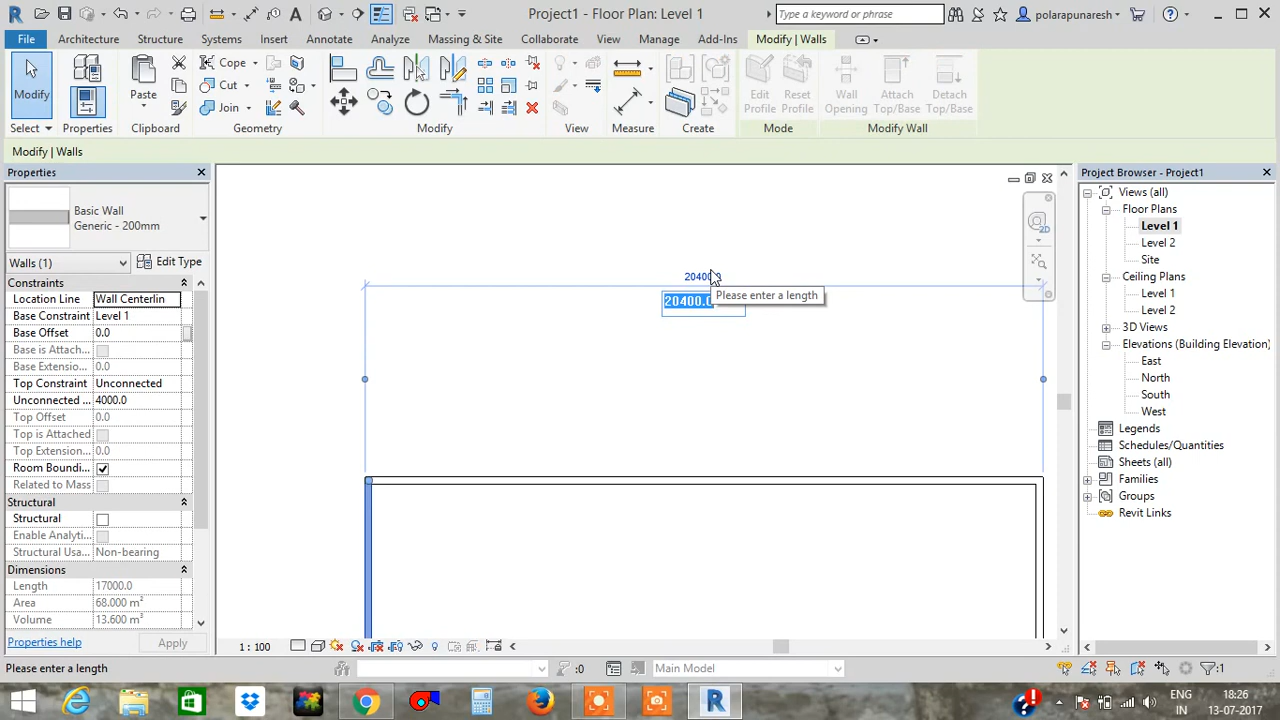 Project1 - Floor Plan: Level 1
Type a keyword or phrase
polarapunaresh
File Architecture Structure Systems Insert Annotate Analyze Massing & Site Collaborate View Manage Add-Ins Modify | Walls
Modify
Paste
Cope
Cut
Join
Edit Profile
Reset Profile
Wall Opening
Attach Top/Base
Detach Top/Base
Select Properties Clipboard Geometry Modify View Measure Create Mode Modify Wall
Modify | Walls
Properties
Basic Wall
Generic - 200mm
Walls (1)
Edit Type
Constraints
Location Line Wall Centerlin
Base Constraint Level 1
Base Offset 0.0
Base is Attach...
Base Extensio... 0.0
Top Constraint Unconnected
Unconnected ... 4000.0
Top Offset 0.0
Top is Attached
Top Extension... 0.0
Room Boundi...
Related to Mass
Structural
Structural
Enable Analyti...
Structural Usa... Non-bearing
Dimensions
Length 17000.0
Area 68.000 m²
Volume 13.600 m³
Properties help
Apply
20400.0
20400.0
Please enter a length
2D
Project Browser - Project1
Views (all)
Floor Plans
Level 1
Level 2
Site
Ceiling Plans
Level 1
Level 2
3D Views
Elevations (Building Elevation)
East
North
South
West
Legends
Schedules/Quantities
Sheets (all)
Families
Groups
Revit Links
1 : 100
Please enter a length
:0
Main Model
:1
ENG
IN
18:26
13-07-2017